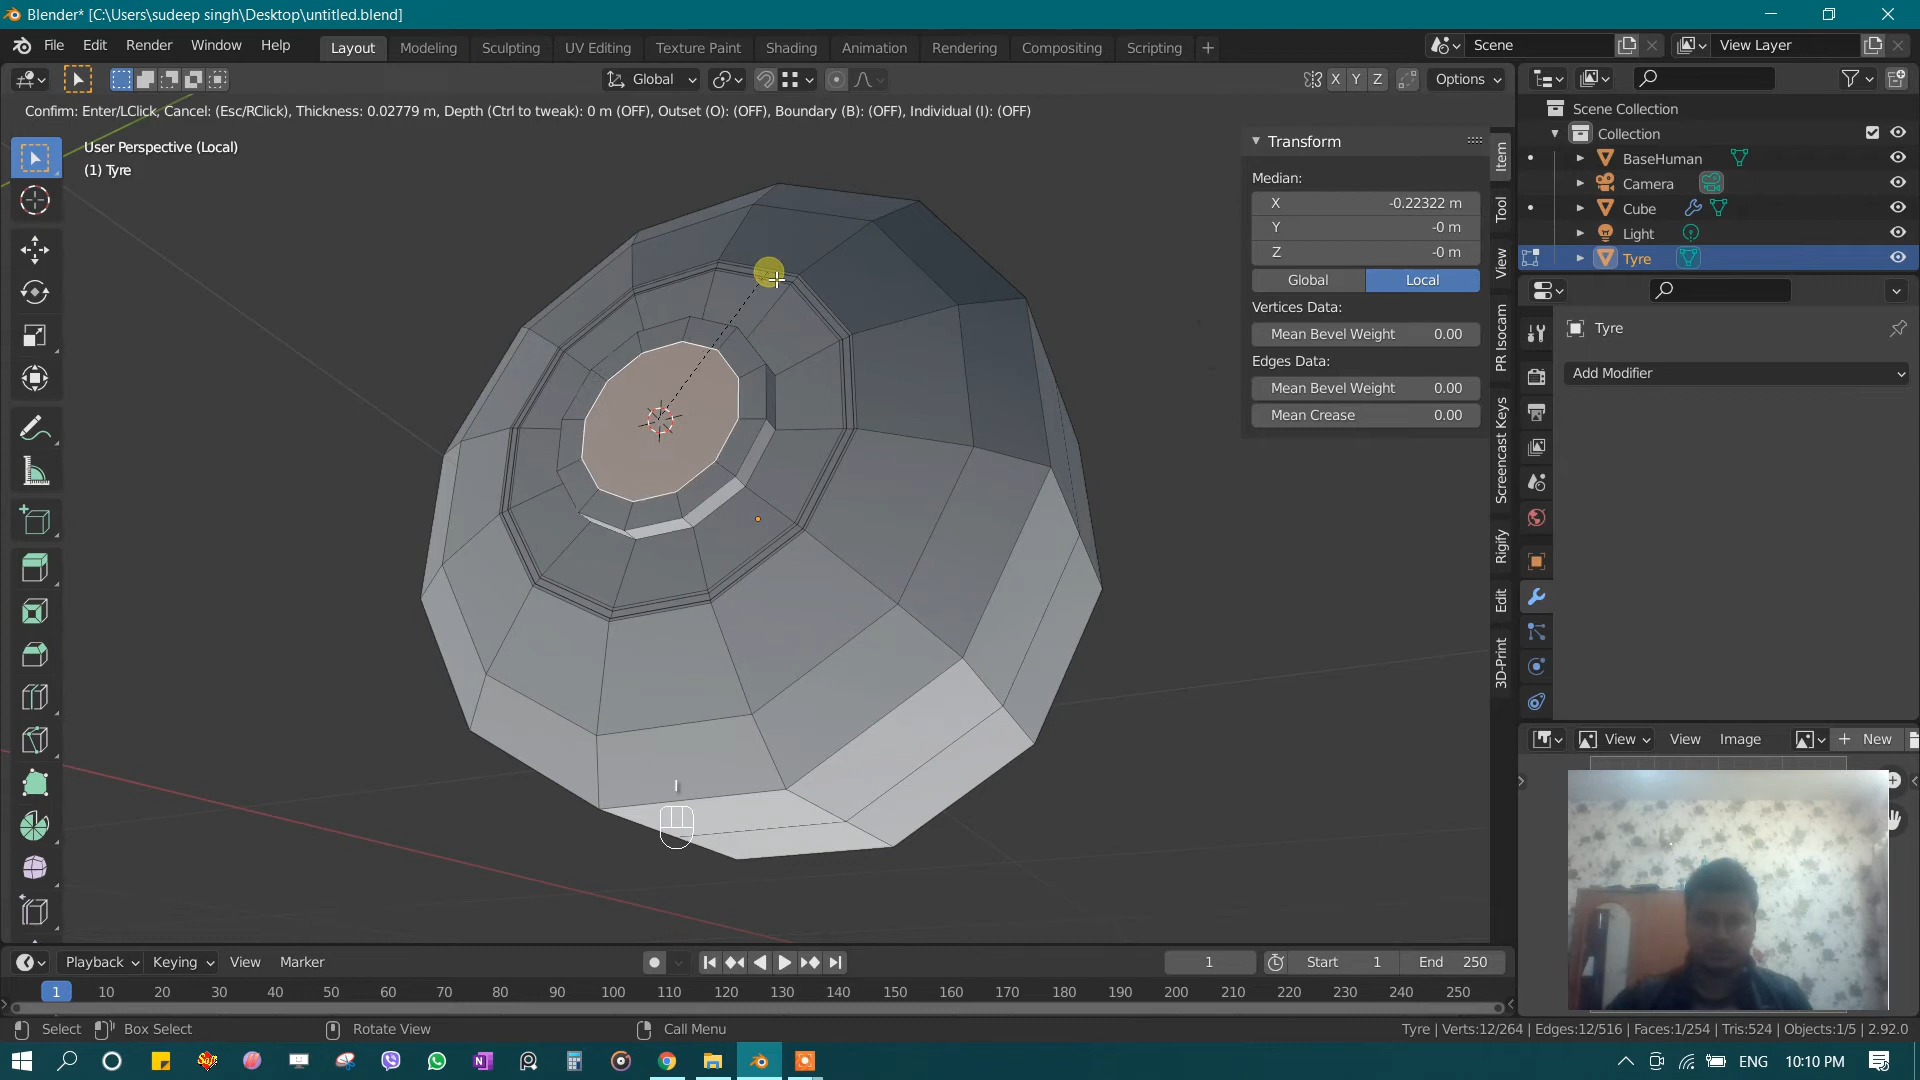 Blender* [C:\Users\sudeep singh\Desktop\untitled.blend]
File Edit Render Window Help
Layout Modeling Sculpting UV Editing Texture Paint Shading Animation Rendering Compositing Scripting +
Scene
View Layer
Global
X Y Z Options
Confirm: Enter/LClick, Cancel: (Esc/RClick), Thickness: 0.02779 m, Depth (Ctrl to tweak): 0 m (OFF), Outset (O): (OFF), Boundary (B): (OFF), Individual (I): (OFF)
User Perspective (Local)
(1) Tyre
Transform
Median:
X -0.22322 m
Y -0 m
Z -0 m
Global Local
Vertices Data:
Mean Bevel Weight 0.00
Edges Data:
Mean Bevel Weight 0.00
Mean Crease 0.00
Item
Tool
View
PR Isocam
Screencast Keys
Rigify
Edit
3D-Print
Scene Collection
Collection
BaseHuman
Camera
Cube
Light
Tyre
Tyre
Add Modifier
View View Image + New
I
Playback Keying View Marker
1 Start 1 End 250
1 10 20 30 40 50 60 70 80 90 100 110 120 130 140 150 160 170 180 190 200 210 220 230 240 250
Select Box Select Rotate View Call Menu
Tyre | Verts:12/264 | Edges:12/516 | Faces:1/254 | Tris:524 | Objects:1/5 | 2.92.0
ENG 10:10 PM